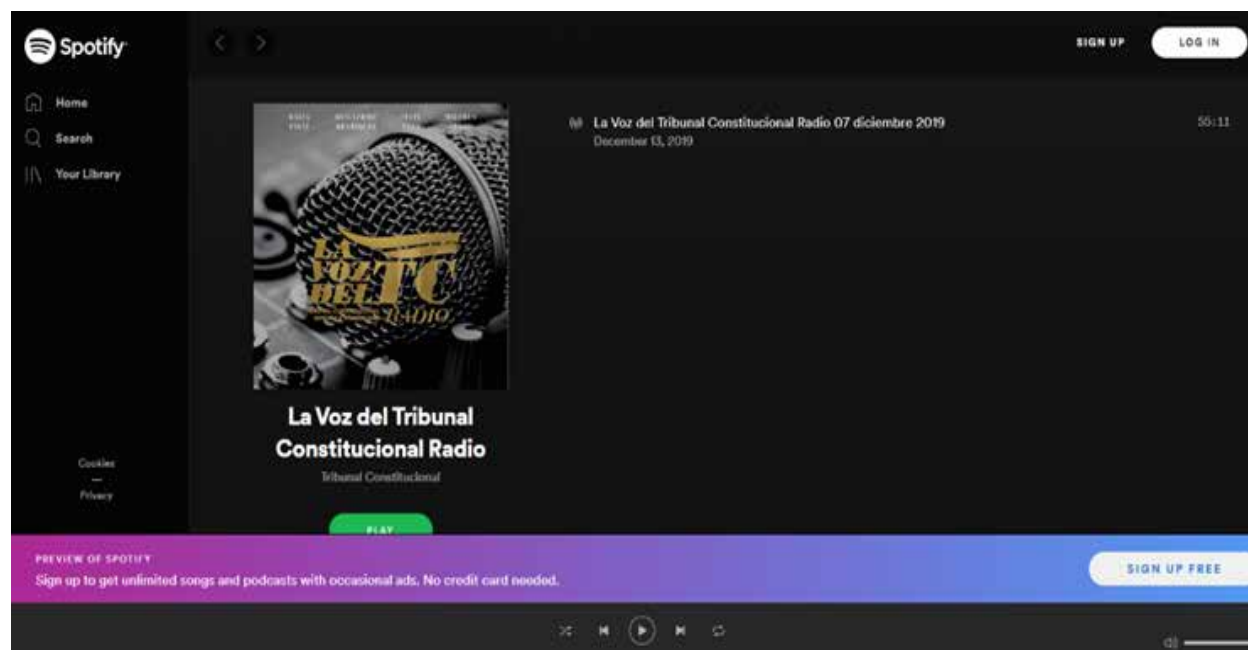 Spotify
SIGN UP
LOG IN
Home
Search
Your Library
La Voz del Tribunal Constitucional Radio 07 diciembre 2019
December 13, 2019
55:11
LA
VOZ
DEL TC
RADIO
La Voz del Tribunal
Constitucional Radio
Tribunal Constitucional
PLAY
Cookies
Privacy
PREVIEW OF SPOTIFY
Sign up to get unlimited songs and podcasts with occasional ads. No credit card needed.
SIGN UP FREE